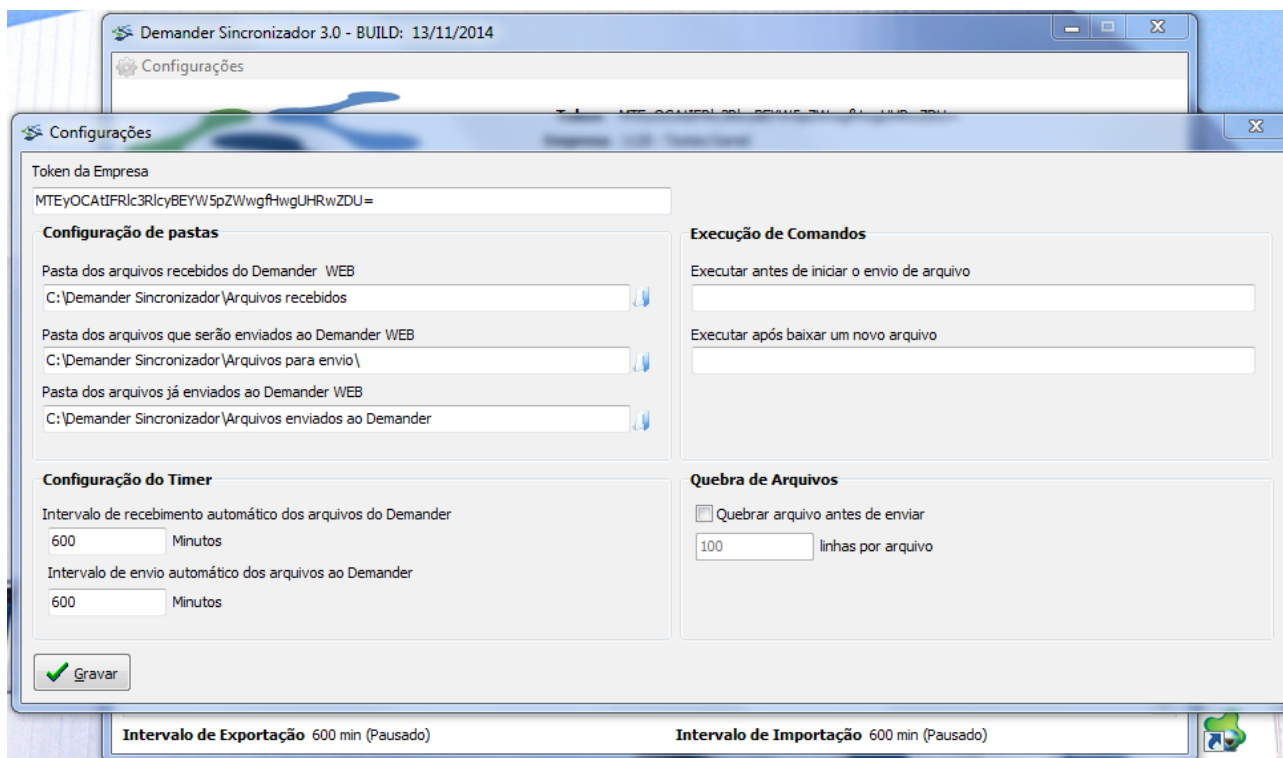 Demander Sincronizador 3.0 - BUILD: 13/11/2014
Configurações
Configurações
Token da Empresa
MTEyOCAtIFRlc3RlcyBEYW5pZWwgfHwgUHRwZDU=
Configuração de pastas
Pasta dos arquivos recebidos do Demander WEB
C:\Demander Sincronizador\Arquivos recebidos
Pasta dos arquivos que serão enviados ao Demander WEB
C:\Demander Sincronizador\Arquivos para envio\
Pasta dos arquivos já enviados ao Demander WEB
C:\Demander Sincronizador\Arquivos enviados ao Demander
Execução de Comandos
Executar antes de iniciar o envio de arquivo
Executar após baixar um novo arquivo
Configuração do Timer
Intervalo de recebimento automático dos arquivos do Demander
600 Minutos
Intervalo de envio automático dos arquivos ao Demander
600 Minutos
Quebra de Arquivos
Quebrar arquivo antes de enviar
100 linhas por arquivo
Gravar
Intervalo de Exportação 600 min (Pausado) Intervalo de Importação 600 min (Pausado)